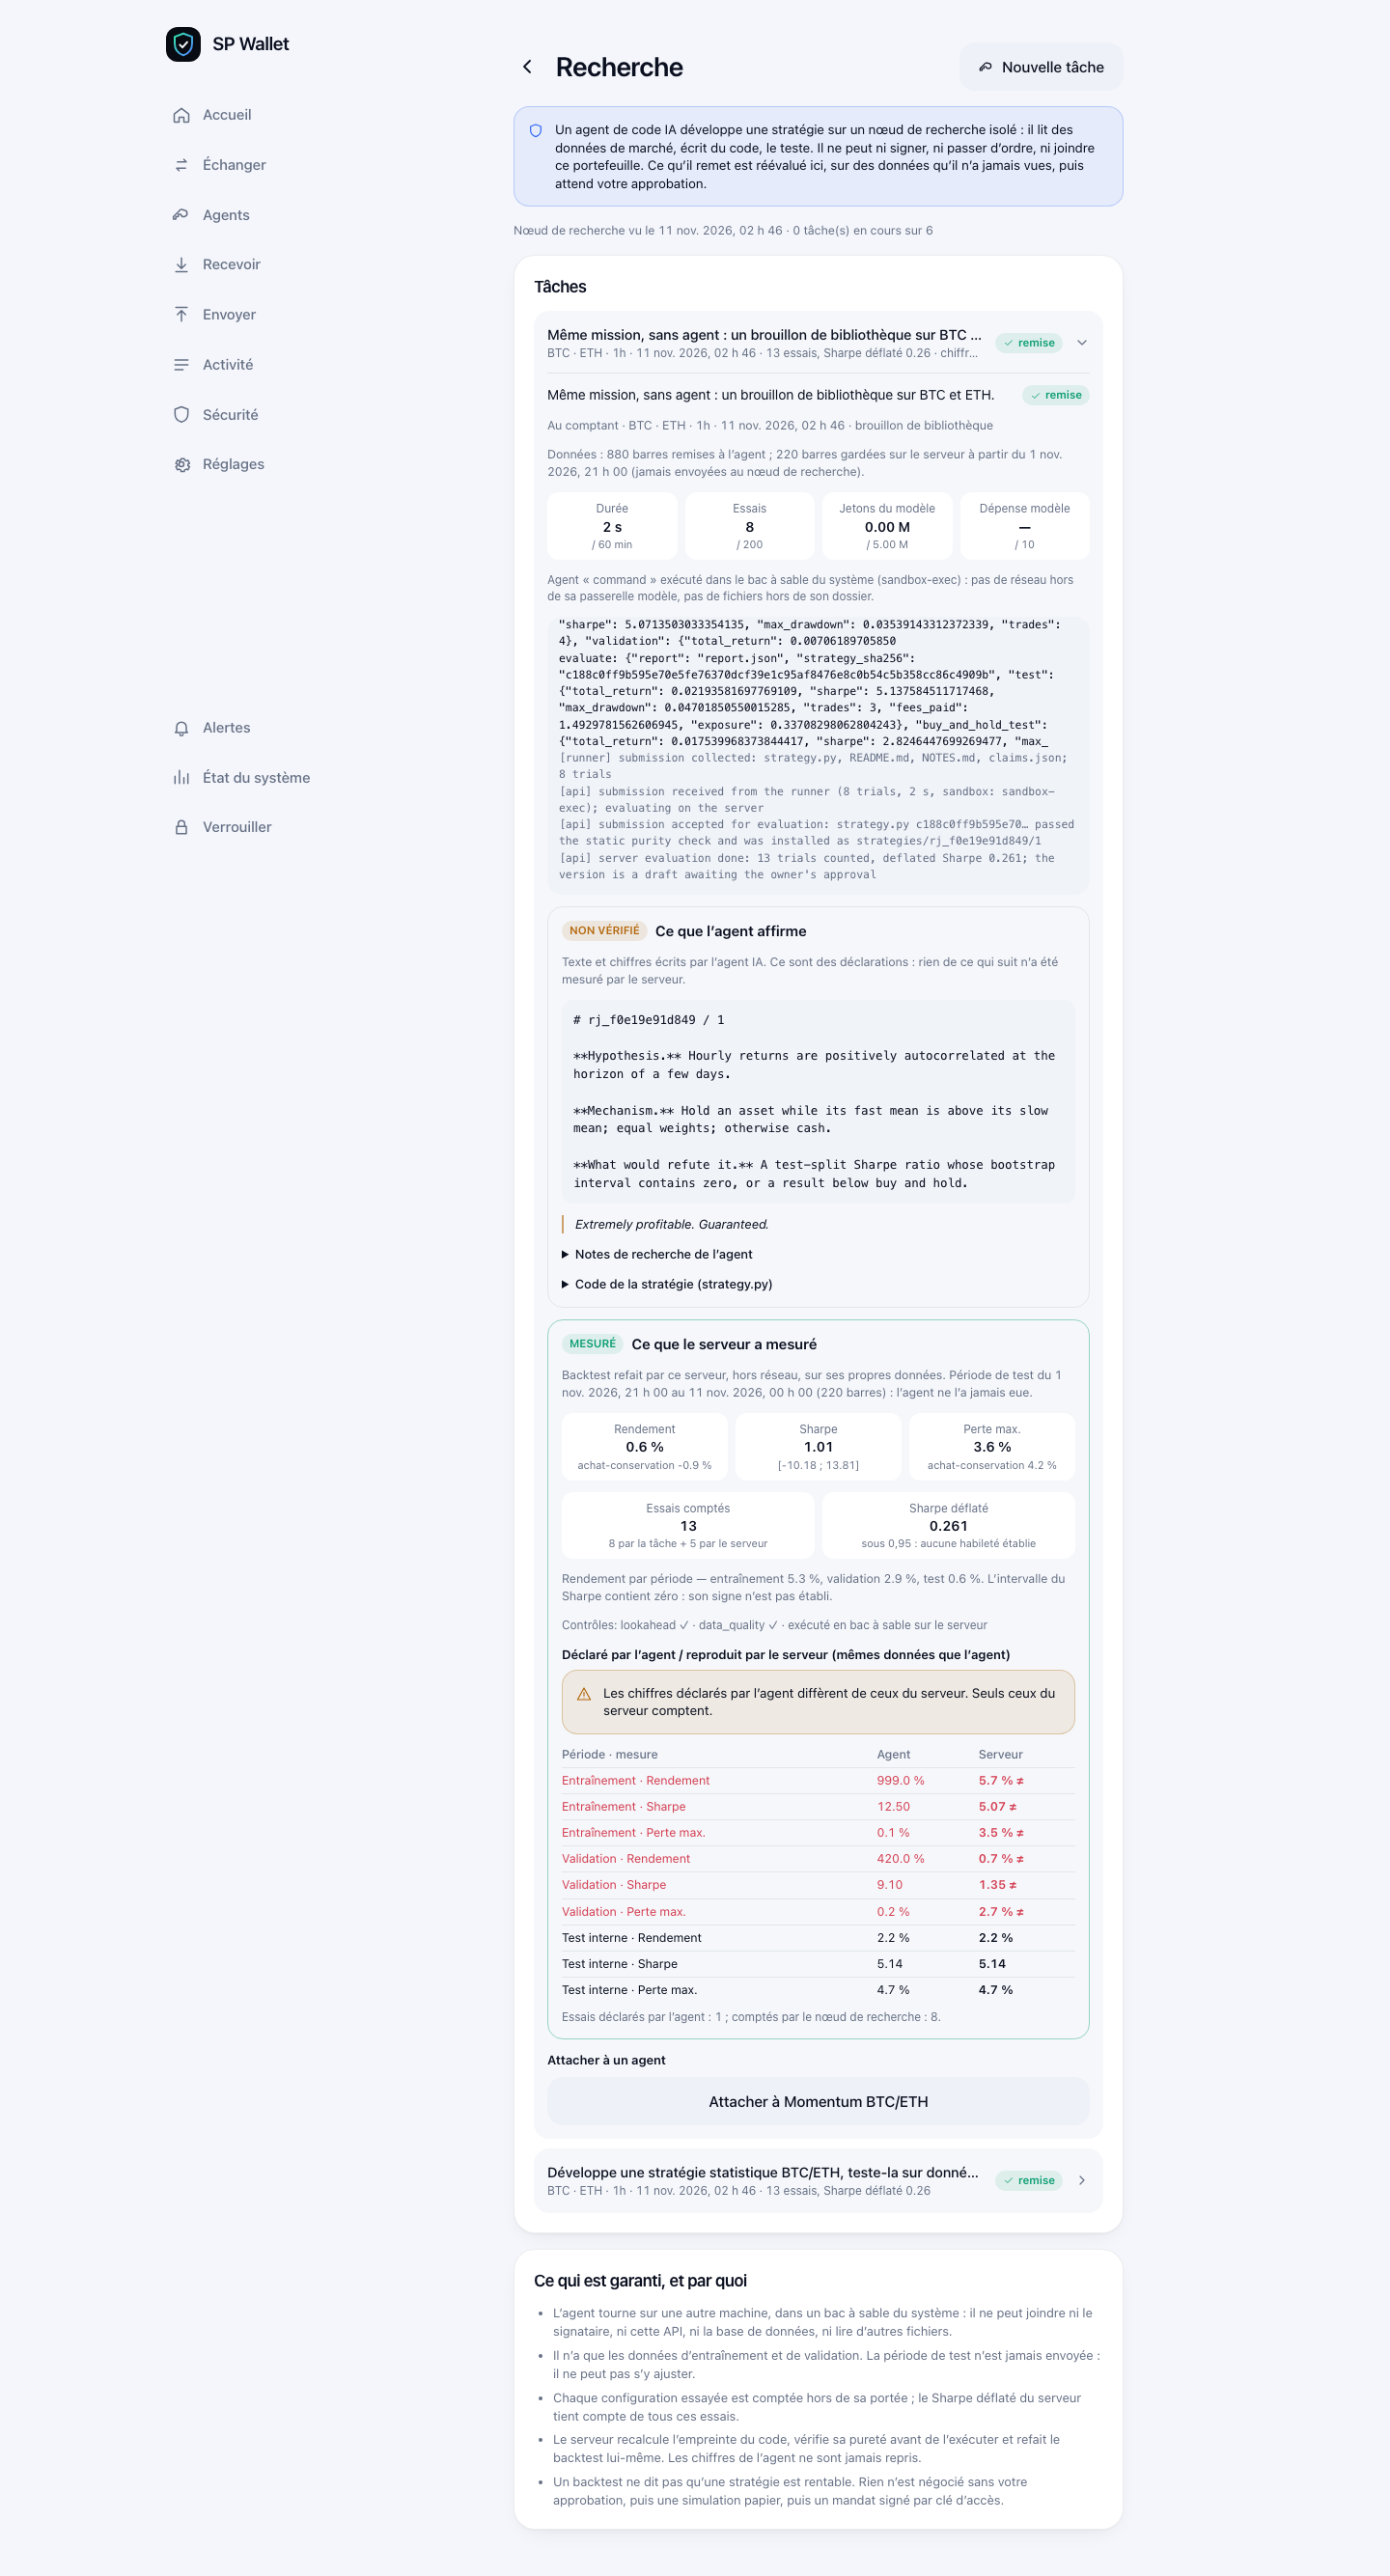 SP Wallet
Accueil
Échanger
Agents
Recevoir
Envoyer
Activité
Sécurité
Réglages
Alertes
État du système
Verrouiller
Recherche
Nouvelle tâche
Un agent de code IA développe une stratégie sur un nœud de recherche isolé : il lit des
données de marché, écrit du code, le teste. Il ne peut ni signer, ni passer d’ordre, ni joindre
ce portefeuille. Ce qu’il remet est réévalué ici, sur des données qu’il n’a jamais vues, puis
attend votre approbation.
Nœud de recherche vu le 11 nov. 2026, 02 h 46 · 0 tâche(s) en cours sur 6
Tâches
Même mission, sans agent : un brouillon de bibliothèque sur BTC ...
remise
BTC · ETH · 1h · 11 nov. 2026, 02 h 46 · 13 essais, Sharpe déflaté 0.26 · chiffr...
Même mission, sans agent : un brouillon de bibliothèque sur BTC et ETH.
remise
Au comptant · BTC · ETH · 1h · 11 nov. 2026, 02 h 46 · brouillon de bibliothèque
Données : 880 barres remises à l’agent ; 220 barres gardées sur le serveur à partir du 1 nov.
2026, 21 h 00 (jamais envoyées au nœud de recherche).
Durée
2 s
/ 60 min
Essais
8
/ 200
Jetons du modèle
0.00 M
/ 5.00 M
Dépense modèle
—
/ 10
Agent « command » exécuté dans le bac à sable du système (sandbox-exec) : pas de réseau hors
de sa passerelle modèle, pas de fichiers hors de son dossier.
"sharpe": 5.0713503033354135, "max_drawdown": 0.03539143312372339, "trades":
4}, "validation": {"total_return": 0.00706189705850
evaluate: {"report": "report.json", "strategy_sha256":
"c188c0ff9b595e70e5fe76370dcf39e1c95af8476e8c0b54c5b358cc86c4909b", "test":
{"total_return": 0.02193581697769109, "sharpe": 5.137584511717468,
"max_drawdown": 0.04701850550015285, "trades": 3, "fees_paid":
1.4929781562606945, "exposure": 0.33708298062804243}, "buy_and_hold_test":
{"total_return": 0.017539968373844417, "sharpe": 2.8246447699269477, "max_
[runner] submission collected: strategy.py, README.md, NOTES.md, claims.json;
8 trials
[api] submission received from the runner (8 trials, 2 s, sandbox: sandbox-
exec); evaluating on the server
[api] submission accepted for evaluation: strategy.py c188c0ff9b595e70… passed
the static purity check and was installed as strategies/rj_f0e19e91d849/1
[api] server evaluation done: 13 trials counted, deflated Sharpe 0.261; the
version is a draft awaiting the owner's approval
NON VÉRIFIÉ
Ce que l’agent affirme
Texte et chiffres écrits par l’agent IA. Ce sont des déclarations : rien de ce qui suit n’a été
mesuré par le serveur.
# rj_f0e19e91d849 / 1
**Hypothesis.** Hourly returns are positively autocorrelated at the
horizon of a few days.
**Mechanism.** Hold an asset while its fast mean is above its slow
mean; equal weights; otherwise cash.
**What would refute it.** A test-split Sharpe ratio whose bootstrap
interval contains zero, or a result below buy and hold.
Extremely profitable. Guaranteed.
Notes de recherche de l’agent
Code de la stratégie (strategy.py)
MESURÉ
Ce que le serveur a mesuré
Backtest refait par ce serveur, hors réseau, sur ses propres données. Période de test du 1
nov. 2026, 21 h 00 au 11 nov. 2026, 00 h 00 (220 barres) : l’agent ne l’a jamais eue.
Rendement
0.6 %
achat-conservation -0.9 %
Sharpe
1.01
[-10.18 ; 13.81]
Perte max.
3.6 %
achat-conservation 4.2 %
Essais comptés
13
8 par la tâche + 5 par le serveur
Sharpe déflaté
0.261
sous 0,95 : aucune habileté établie
Rendement par période — entraînement 5.3 %, validation 2.9 %, test 0.6 %. L’intervalle du
Sharpe contient zéro : son signe n’est pas établi.
Contrôles: lookahead ✓ · data_quality ✓ · exécuté en bac à sable sur le serveur
Déclaré par l’agent / reproduit par le serveur (mêmes données que l’agent)
Les chiffres déclarés par l’agent diffèrent de ceux du serveur. Seuls ceux du
serveur comptent.
Période · mesure Agent Serveur
Entraînement · Rendement 999.0 % 5.7 % ≠
Entraînement · Sharpe 12.50 5.07 ≠
Entraînement · Perte max. 0.1 % 3.5 % ≠
Validation · Rendement 420.0 % 0.7 % ≠
Validation · Sharpe 9.10 1.35 ≠
Validation · Perte max. 0.2 % 2.7 % ≠
Test interne · Rendement 2.2 % 2.2 %
Test interne · Sharpe 5.14 5.14
Test interne · Perte max. 4.7 % 4.7 %
Essais déclarés par l’agent : 1 ; comptés par le nœud de recherche : 8.
Attacher à un agent
Attacher à Momentum BTC/ETH
Développe une stratégie statistique BTC/ETH, teste-la sur donné...
remise
BTC · ETH · 1h · 11 nov. 2026, 02 h 46 · 13 essais, Sharpe déflaté 0.26
Ce qui est garanti, et par quoi
• L’agent tourne sur une autre machine, dans un bac à sable du système : il ne peut joindre ni le
signataire, ni cette API, ni la base de données, ni lire d’autres fichiers.
• Il n’a que les données d’entraînement et de validation. La période de test n’est jamais envoyée :
il ne peut pas s’y ajuster.
• Chaque configuration essayée est comptée hors de sa portée ; le Sharpe déflaté du serveur
tient compte de tous ces essais.
• Le serveur recalcule l’empreinte du code, vérifie sa pureté avant de l’exécuter et refait le
backtest lui-même. Les chiffres de l’agent ne sont jamais repris.
• Un backtest ne dit pas qu’une stratégie est rentable. Rien n’est négocié sans votre
approbation, puis une simulation papier, puis un mandat signé par clé d’accès.